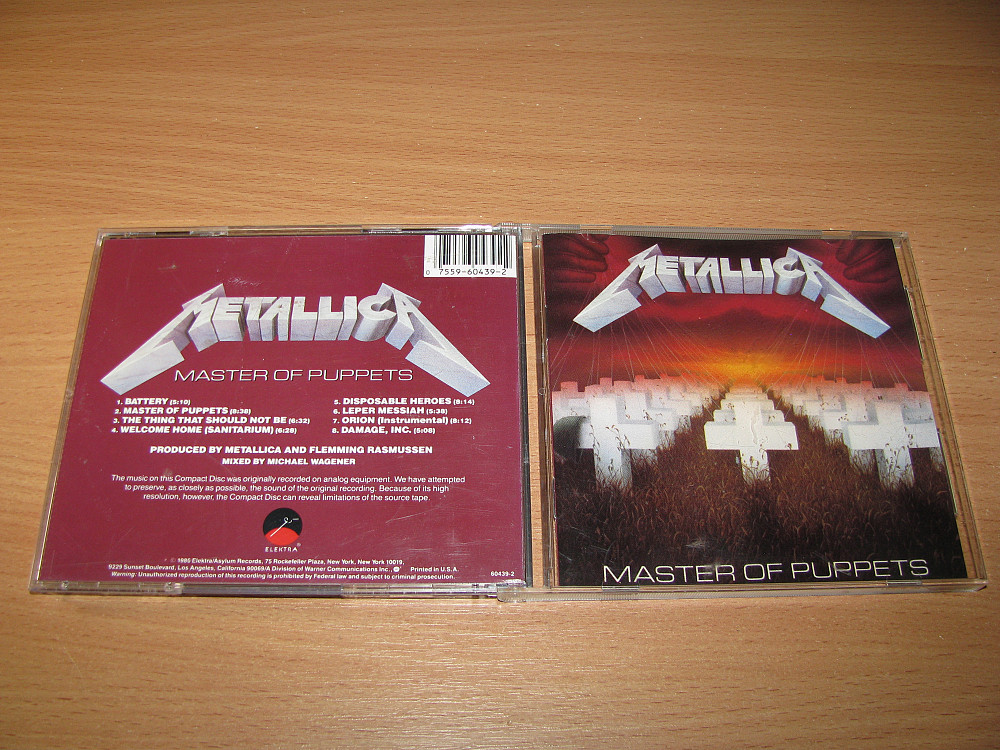 0 7559-60439-2
METALLICA
MASTER OF PUPPETS
1. BATTERY (5:10)
2. MASTER OF PUPPETS (8:38)
3. THE THING THAT SHOULD NOT BE (6:32)
4. WELCOME HOME (SANITARIUM) (6:28)
5. DISPOSABLE HEROES (8:14)
6. LEPER MESSIAH (5:38)
7. ORION (Instrumental) (8:12)
8. DAMAGE, INC. (5:08)
PRODUCED BY METALLICA AND FLEMMING RASMUSSEN
MIXED BY MICHAEL WAGENER
The music on this Compact Disc was originally recorded on analog equipment. We have attempted
to preserve, as closely as possible, the sound of the original recording. Because of its high
resolution, however, the Compact Disc can reveal limitations of the source tape.
ELEKTRA®
℗ © 1986 Elektra/Asylum Records, 75 Rockefeller Plaza, New York, New York 10019,
9229 Sunset Boulevard, Los Angeles, California 90069/A Division of Warner Communications Inc., Printed in U.S.A.
Warning: Unauthorized reproduction of this recording is prohibited by Federal law and subject to criminal prosecution.
60439-2
METALLICA
MASTER OF PUPPETS